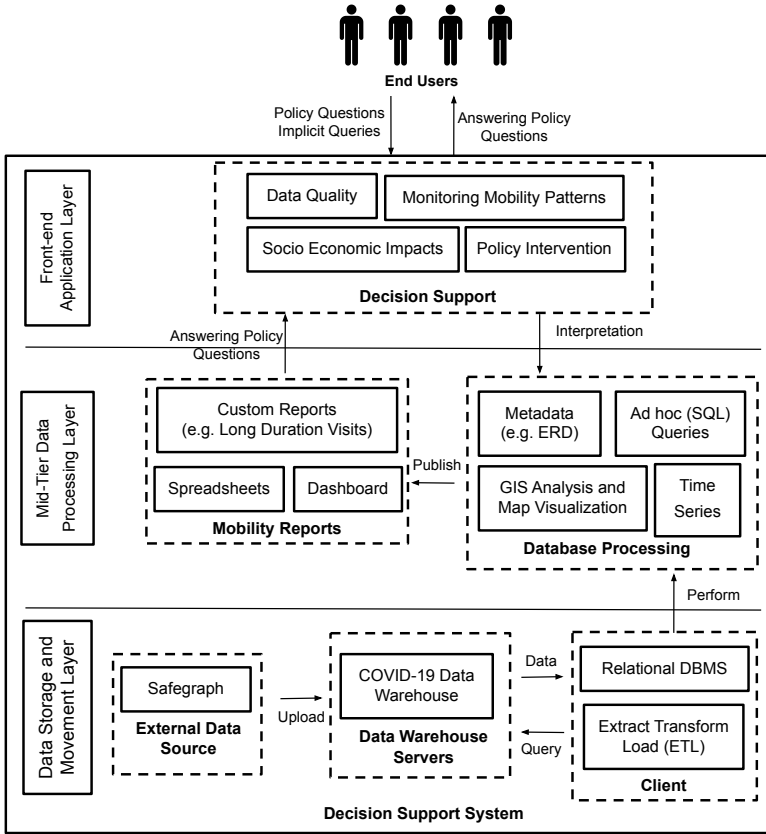 End Users
Policy Questions
Implicit Queries
Answering Policy
Questions
Front-end
Application Layer
Data Quality
Monitoring Mobility Patterns
Socio Economic Impacts
Policy Intervention
Decision Support
Answering Policy
Questions
Interpretation
Mid-Tier Data
Processing Layer
Custom Reports
(e.g. Long Duration Visits)
Spreadsheets
Dashboard
Mobility Reports
Publish
Metadata
(e.g. ERD)
Ad hoc (SQL)
Queries
GIS Analysis and
Map Visualization
Time
Series
Database Processing
Perform
Data Storage and
Movement Layer
Safegraph
External Data
Source
Upload
COVID-19 Data
Warehouse
Data Warehouse
Servers
Data
Query
Relational DBMS
Extract Transform
Load (ETL)
Client
Decision Support System